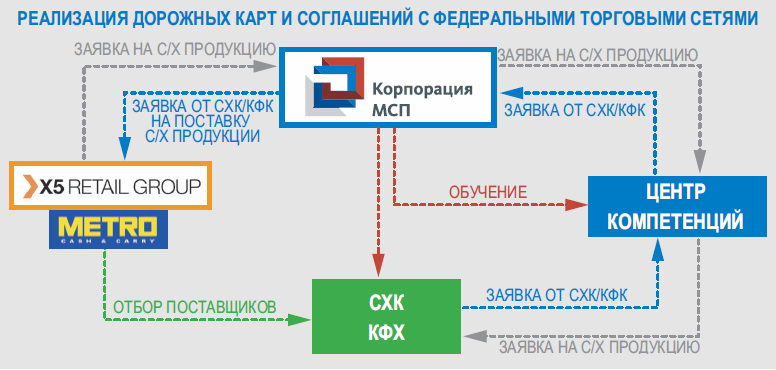 РЕАЛИЗАЦИЯ ДОРОЖНЫХ КАРТ И СОГЛАШЕНИЙ С ФЕДЕРАЛЬНЫМИ ТОРГОВЫМИ СЕТЯМИ
ЗАЯВКА НА С/Х ПРОДУКЦИЮ
ЗАЯВКА НА С/Х ПРОДУКЦИЮ
Корпорация
МСП
ЗАЯВКА ОТ СХК/КФК
НА ПОСТАВКУ
С/Х ПРОДУКЦИИ
ЗАЯВКА ОТ СХК/КФК
X5 RETAIL GROUP
METRO
CASH & CARRY
ОБУЧЕНИЕ
ЦЕНТР
КОМПЕТЕНЦИЙ
ОТБОР ПОСТАВЩИКОВ
СХК
КФХ
ЗАЯВКА ОТ СХК/КФК
ЗАЯВКА НА С/Х ПРОДУКЦИЮ